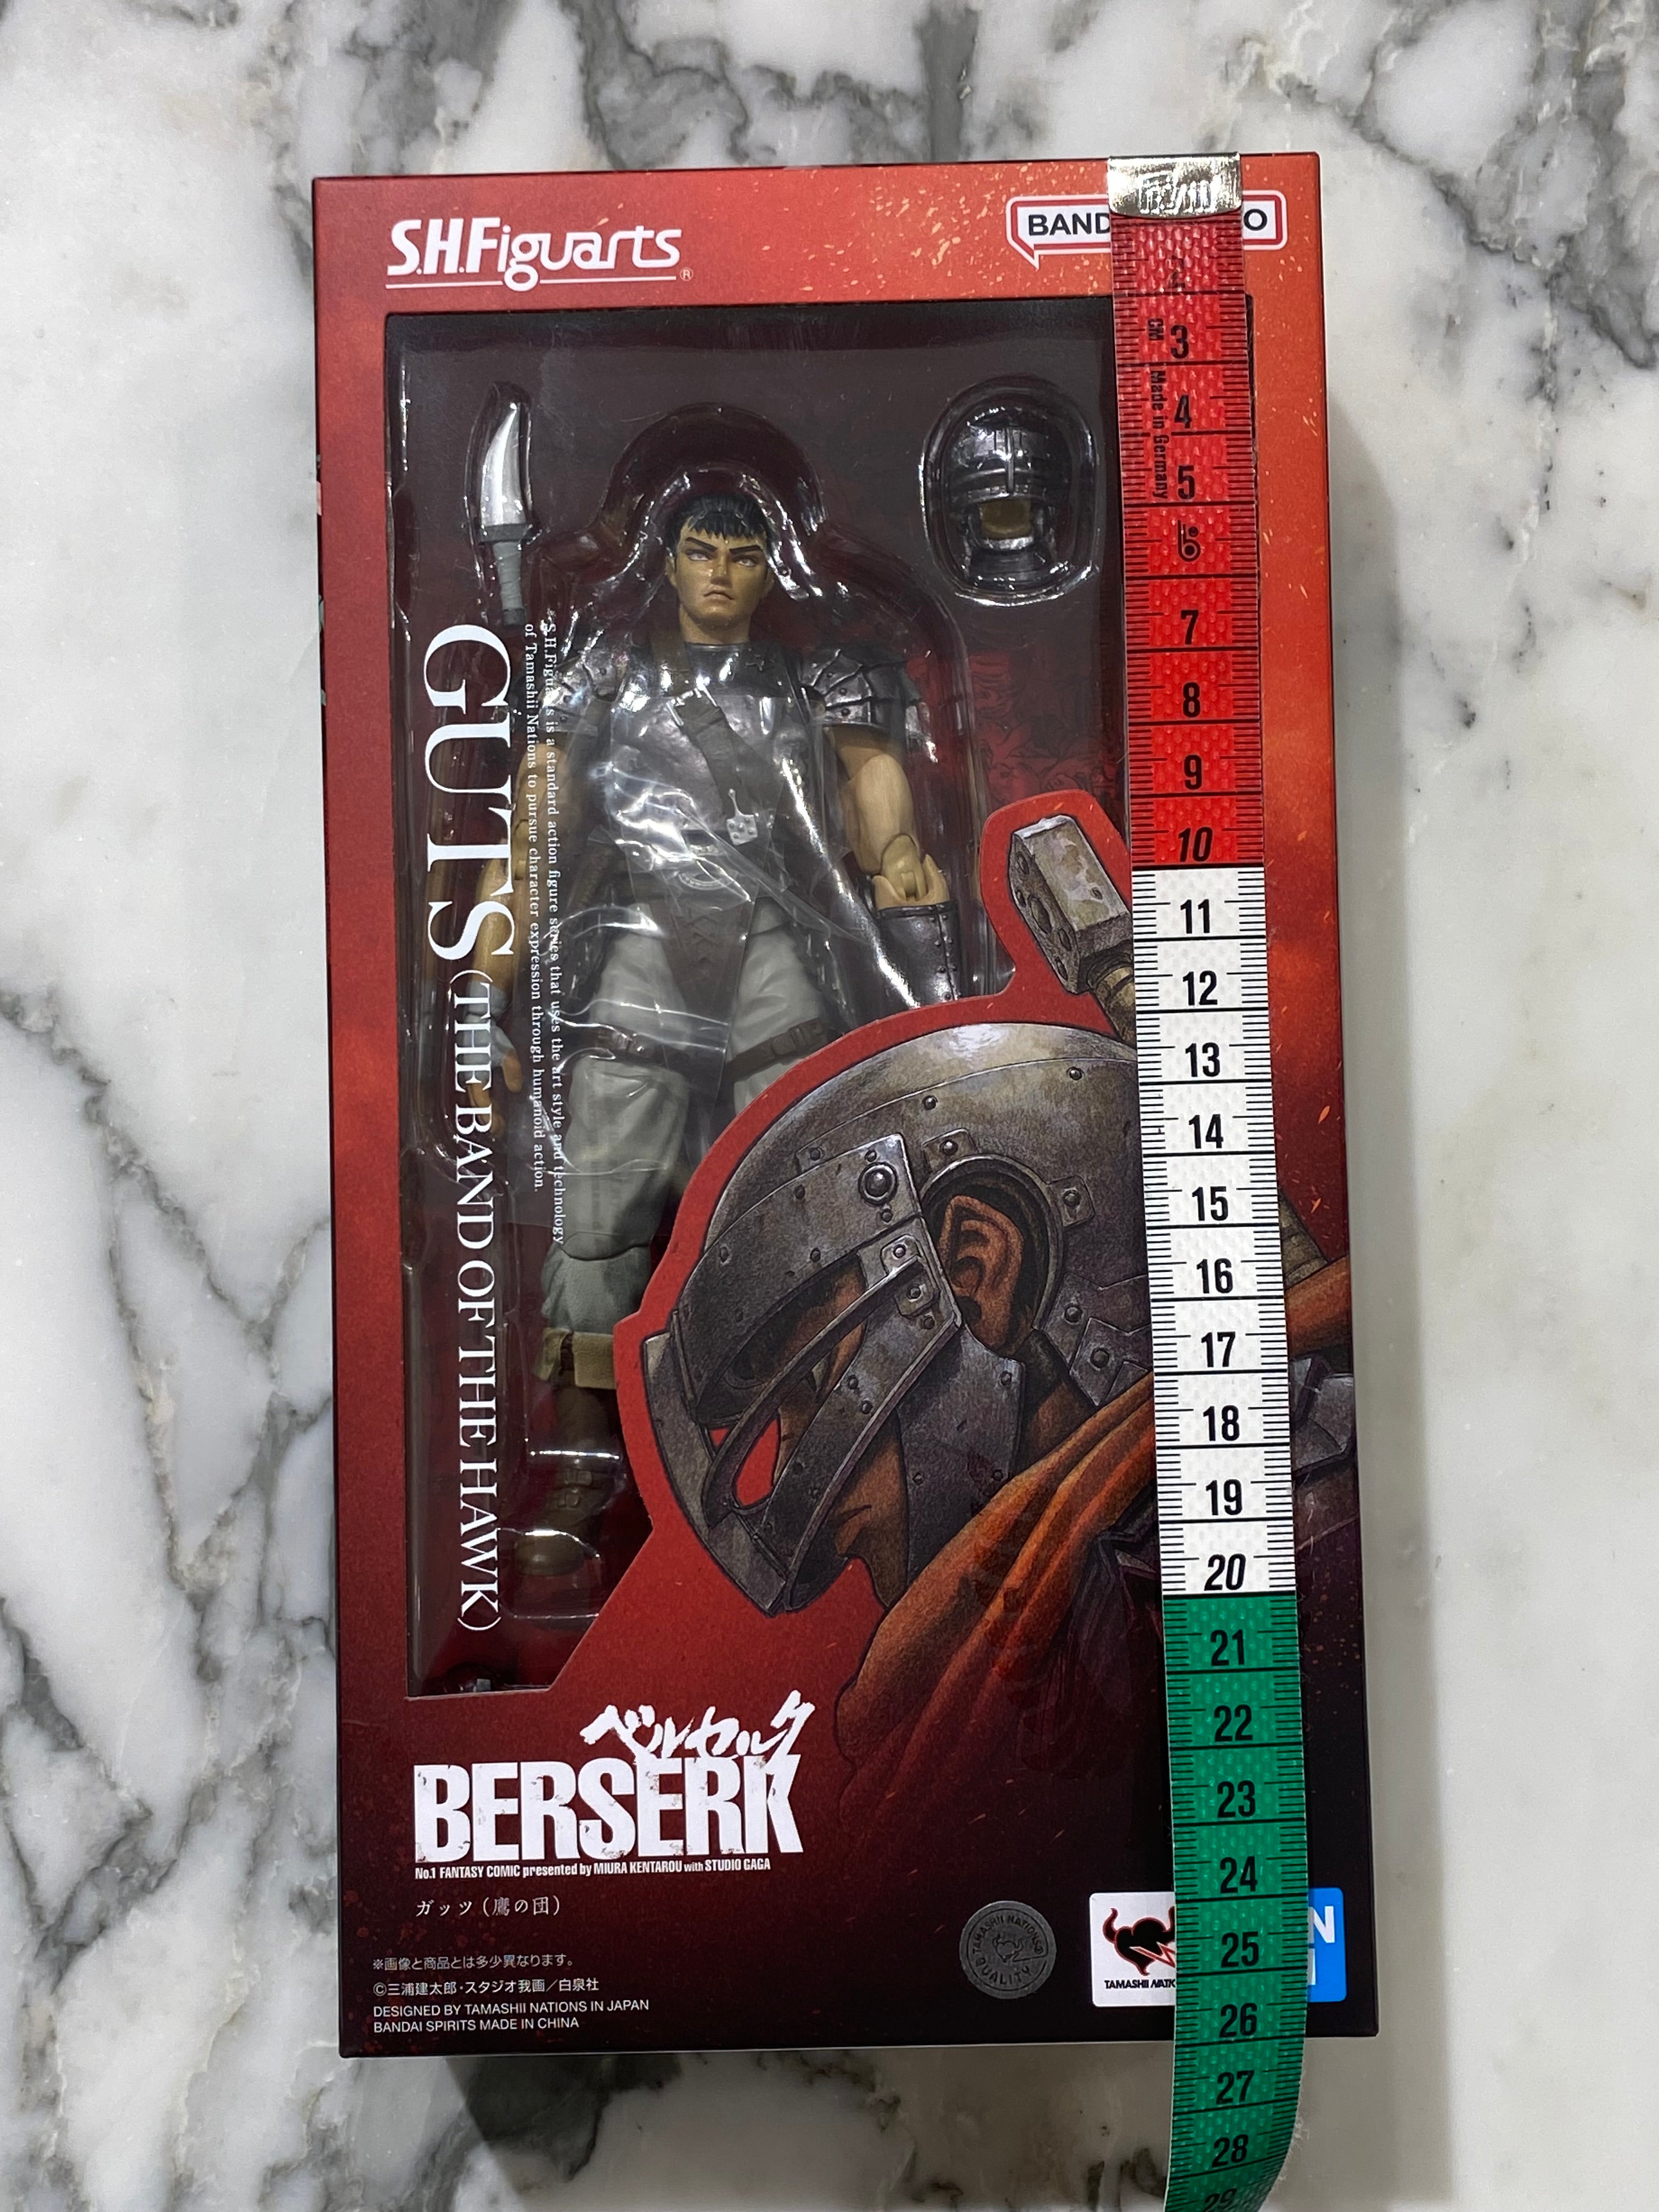 S.H.Figuarts®
BAND O
GUTS (THE BAND OF THE HAWK)
S.H.Figuarts is a standard action figure series that uses the art style and technology
of Tamashii Nations to pursue character expression through humanoid action.
2
3
CM
Made in Germany
4
5
6
7
8
9
10
11
12
13
14
15
16
17
18
19
20
21
22
23
24
25
26
27
28
29
ベルセルク
BERSERK
No.1 FANTASY COMIC presented by MIURA KENTAROU with STUDIO GAGA
ガッツ(鷹の団)
※画像と商品とは多少異なります。
©三浦建太郎・スタジオ我画/白泉社
DESIGNED BY TAMASHII NATIONS IN JAPAN
BANDAI SPIRITS MADE IN CHINA
TAMASHII NATIONS
QUALITY
TAMASHII NATI
N